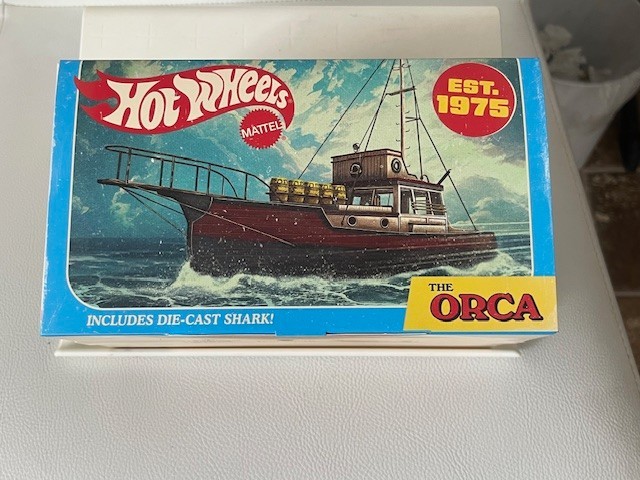 HOT WHEELS
MATTEL
EST.
1975
THE
ORCA
INCLUDES DIE-CAST SHARK!